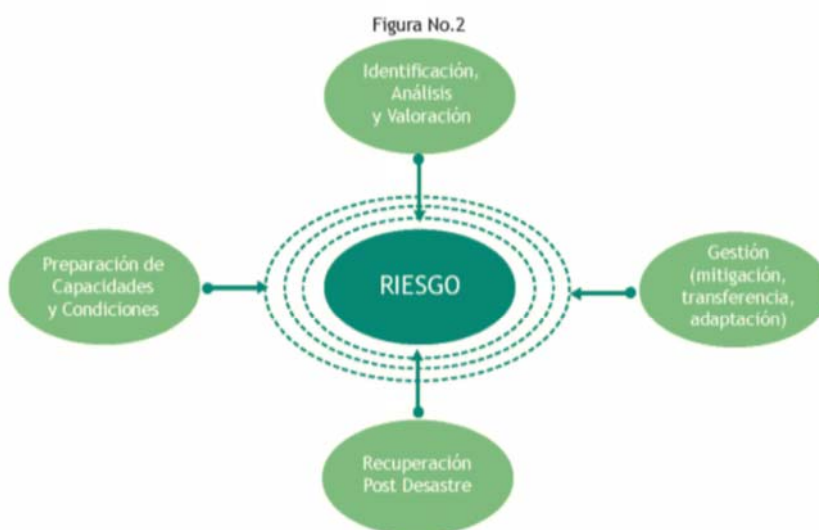 Figura No.2
Identificación,
Análisis
y Valoración
Preparación de
Capacidades
y Condiciones
RIESGO
Gestión
(mitigación,
transferencia,
adaptación)
Recuperación
Post Desastre